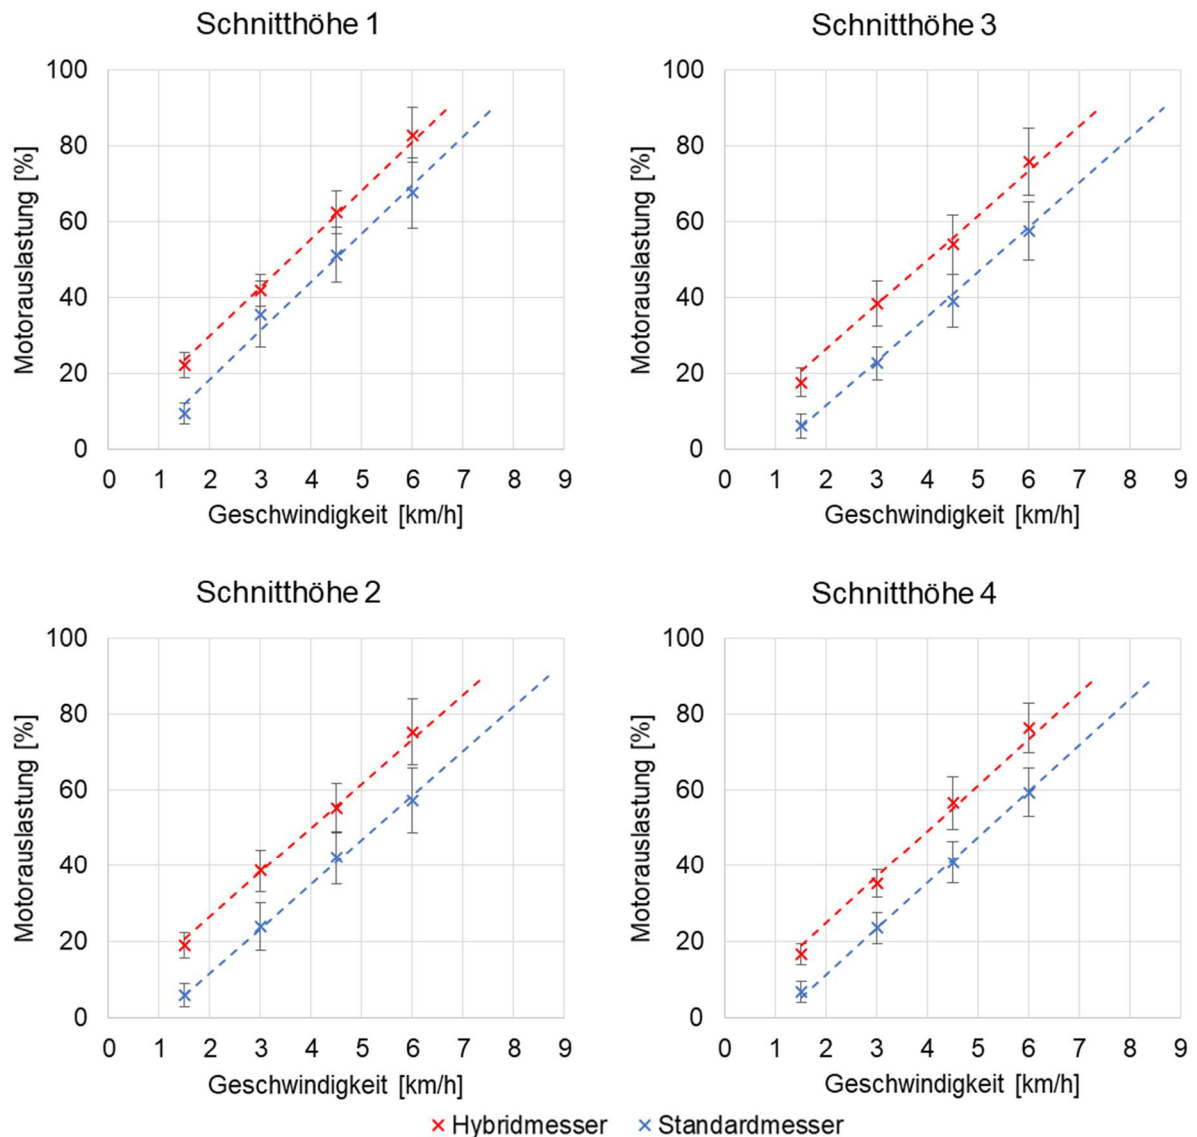 Schnitthöhe 1
Motorauslastung [%]
100
80
60
40
20
0
0 1 2 3 4 5 6 7 8 9
Geschwindigkeit [km/h]
Schnitthöhe 3
Motorauslastung [%]
100
80
60
40
20
0
0 1 2 3 4 5 6 7 8 9
Geschwindigkeit [km/h]
Schnitthöhe 2
Motorauslastung [%]
100
80
60
40
20
0
0 1 2 3 4 5 6 7 8 9
Geschwindigkeit [km/h]
Schnitthöhe 4
Motorauslastung [%]
100
80
60
40
20
0
0 1 2 3 4 5 6 7 8 9
Geschwindigkeit [km/h]
Hybridmesser Standardmesser